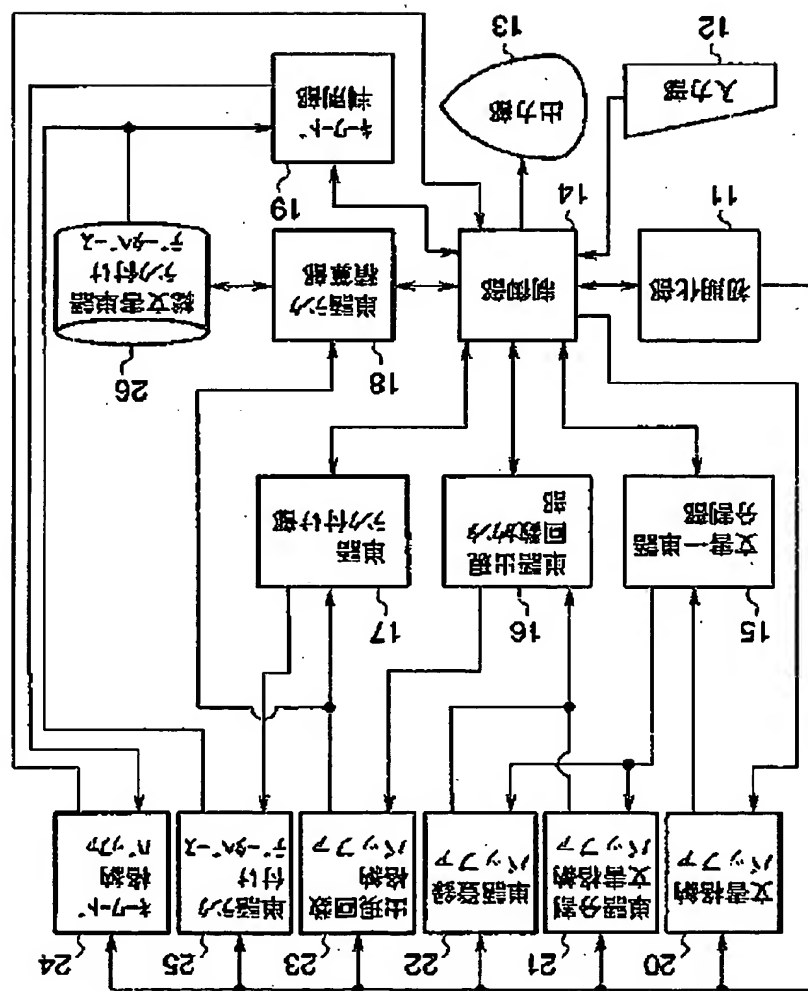 20
21
22
23
25
24
文書格納
バッファ
単語分割
文書格納
バッファ
単語登録
バッファ
出現回数
格納
バッファ
単語ランク
付け
データベース
キーワード
格納
バッファ
15
16
17
文書ー単語
分割部
単語出現
回数カウンタ
部
単語
ランク付け部
18
26
初期化部
制御部
単語ランク
積算部
総文書単語
ランク付け
データベース
11
14
19
入力部
出力部
キーワード
判別部
12
13